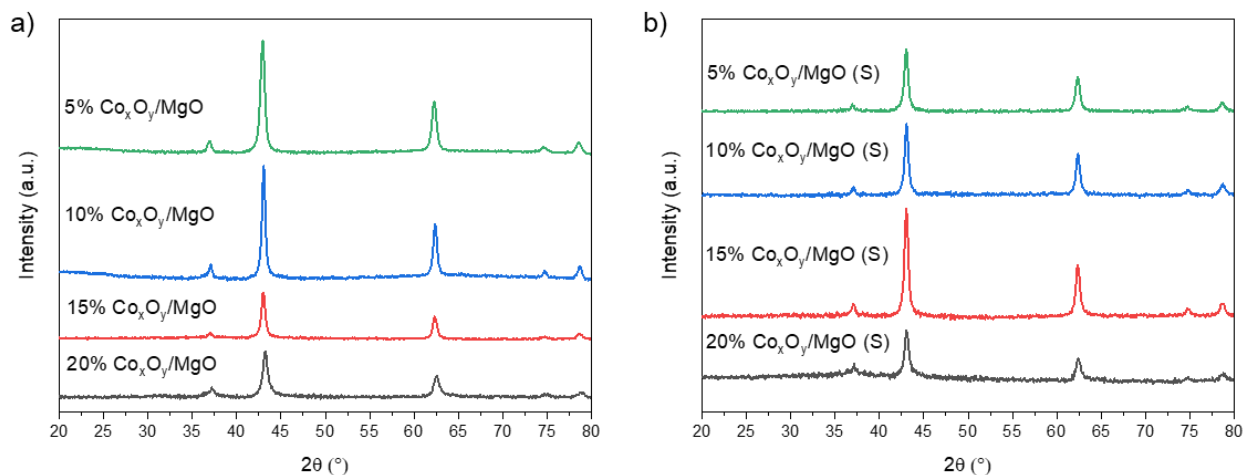 a)
Intensity (a.u.)
5% CoxOy/MgO
10% CoxOy/MgO
15% CoxOy/MgO
20% CoxOy/MgO
20 25 30 35 40 45 50 55 60 65 70 75 80
2θ (°)
b)
Intensity (a.u.)
5% CoxOy/MgO (S)
10% CoxOy/MgO (S)
15% CoxOy/MgO (S)
20% CoxOy/MgO (S)
20 25 30 35 40 45 50 55 60 65 70 75 80
2θ (°)